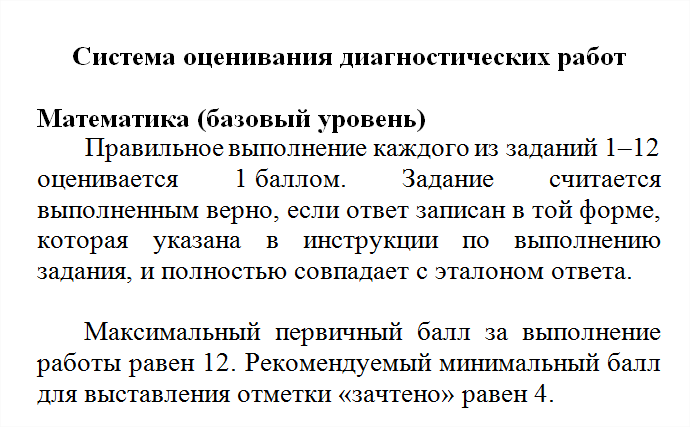 Система оценивания диагностических работ
Математика (базовый уровень)
Правильное выполнение каждого из заданий 1–12
оценивается 1 баллом. Задание считается
выполненным верно, если ответ записан в той форме,
которая указана в инструкции по выполнению
задания, и полностью совпадает с эталоном ответа.
Максимальный первичный балл за выполнение
работы равен 12. Рекомендуемый минимальный балл
для выставления отметки «зачтено» равен 4.